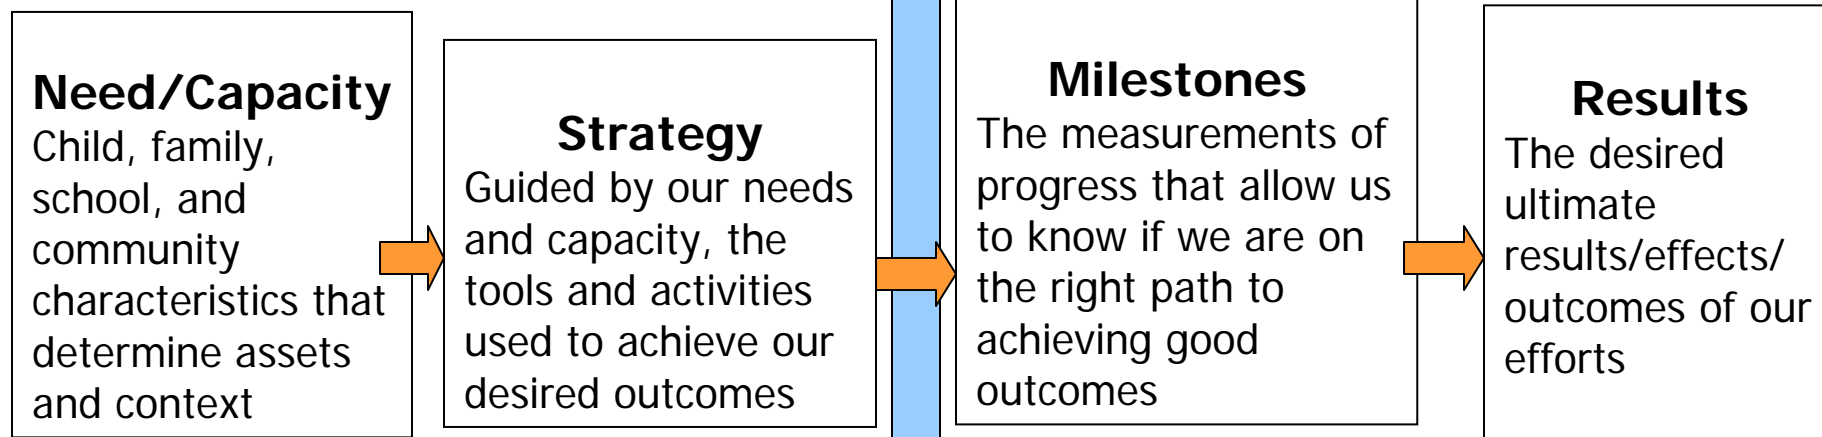 Need/Capacity
Child, family,
school, and
community
characteristics that
determine assets
and context
Strategy
Guided by our needs
and capacity, the
tools and activities
used to achieve our
desired outcomes
Milestones
The measurements of
progress that allow us
to know if we are on
the right path to
achieving good
outcomes
Results
The desired
ultimate
results/effects/
outcomes of our
efforts